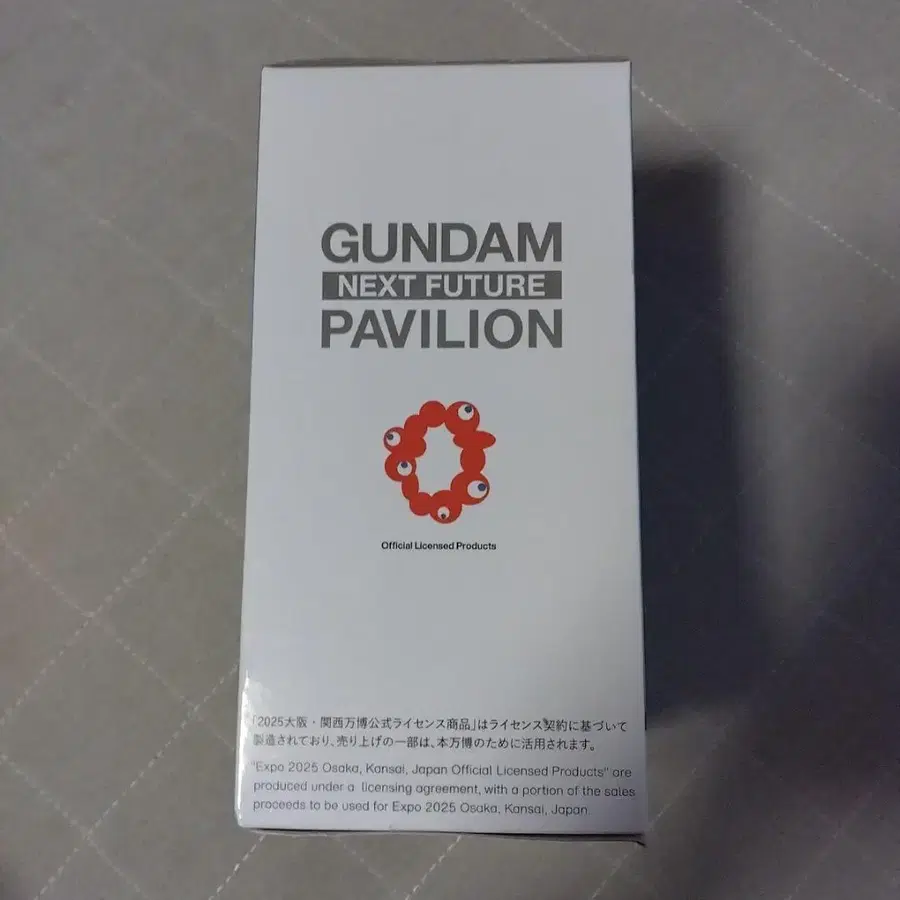 GUNDAM
NEXT FUTURE
PAVILION
Official Licensed Products
「2025大阪・関西万博公式ライセンス商品」はライセンス契約に基づいて
製造されており、売り上げの一部は、本万博のために活用されます。
"Expo 2025 Osaka, Kansai, Japan Official Licensed Products" are
produced under a licensing agreement, with a portion of the sales
proceeds to be used for Expo 2025 Osaka, Kansai, Japan.